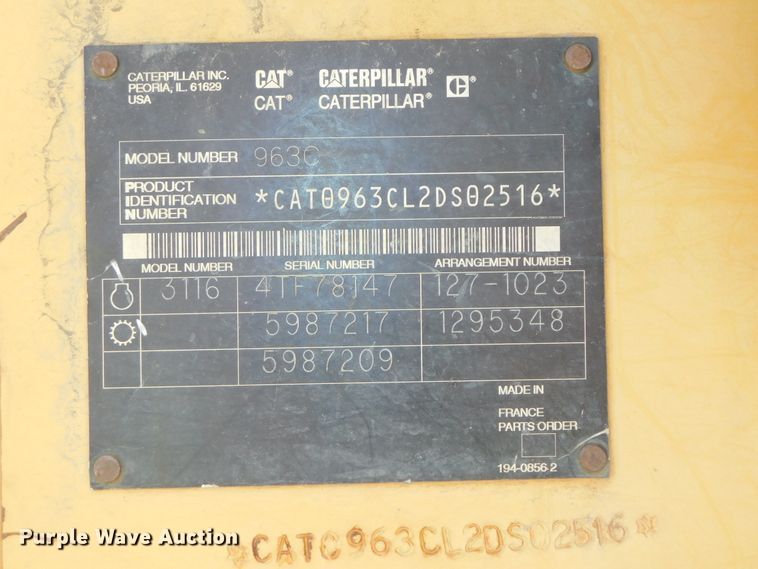 CATERPILLAR INC.
PEORIA, IL. 61629
USA
CAT® CATERPILLAR® C®
CAT® CATERPILLAR®
MODEL NUMBER 963C
PRODUCT
IDENTIFICATION
NUMBER
*CAT0963CL2DS02516*
MODEL NUMBER SERIAL NUMBER ARRANGEMENT NUMBER
3116 4TF78147 127-1023
5987217 1295348
5987209
MADE IN
FRANCE
PARTS ORDER
194-0856-2
*CAT0963CL2DS02516*
Purple Wave Auction